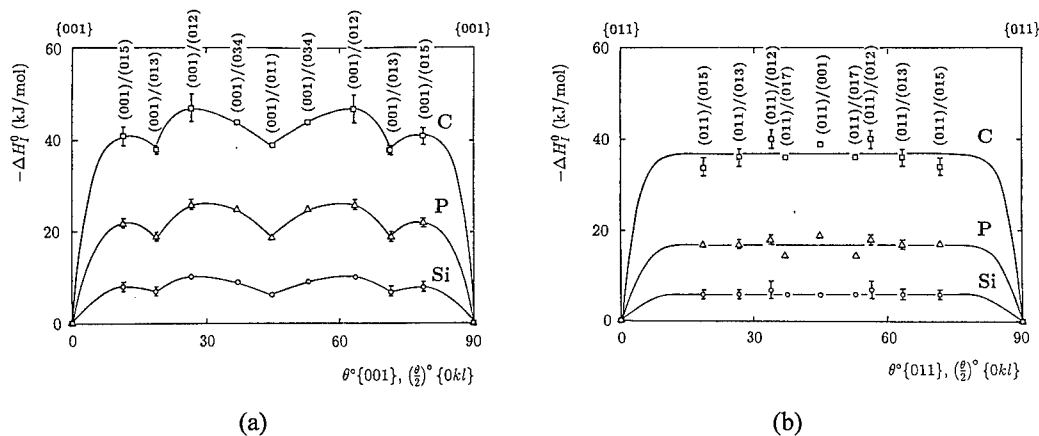 {001} {001}
60
40
20
0
−ΔH_I^0 (kJ/mol)
(001)/(015)
(001)/(013)
(001)/(012)
(001)/(034)
(001)/(011)
(001)/(034)
(001)/(012)
(001)/(013)
(001)/(015)
C
P
Si
0 30 60 90
θ°{001}, (θ/2)° {0kl}
(a)
{011} {011}
60
40
20
0
−ΔH_I^0 (kJ/mol)
(011)/(015)
(011)/(013)
(011)/(012)
(011)/(017)
(011)/(001)
(011)/(017)
(011)/(012)
(011)/(013)
(011)/(015)
C
P
Si
0 30 60 90
θ°{011}, (θ/2)° {0kl}
(b)